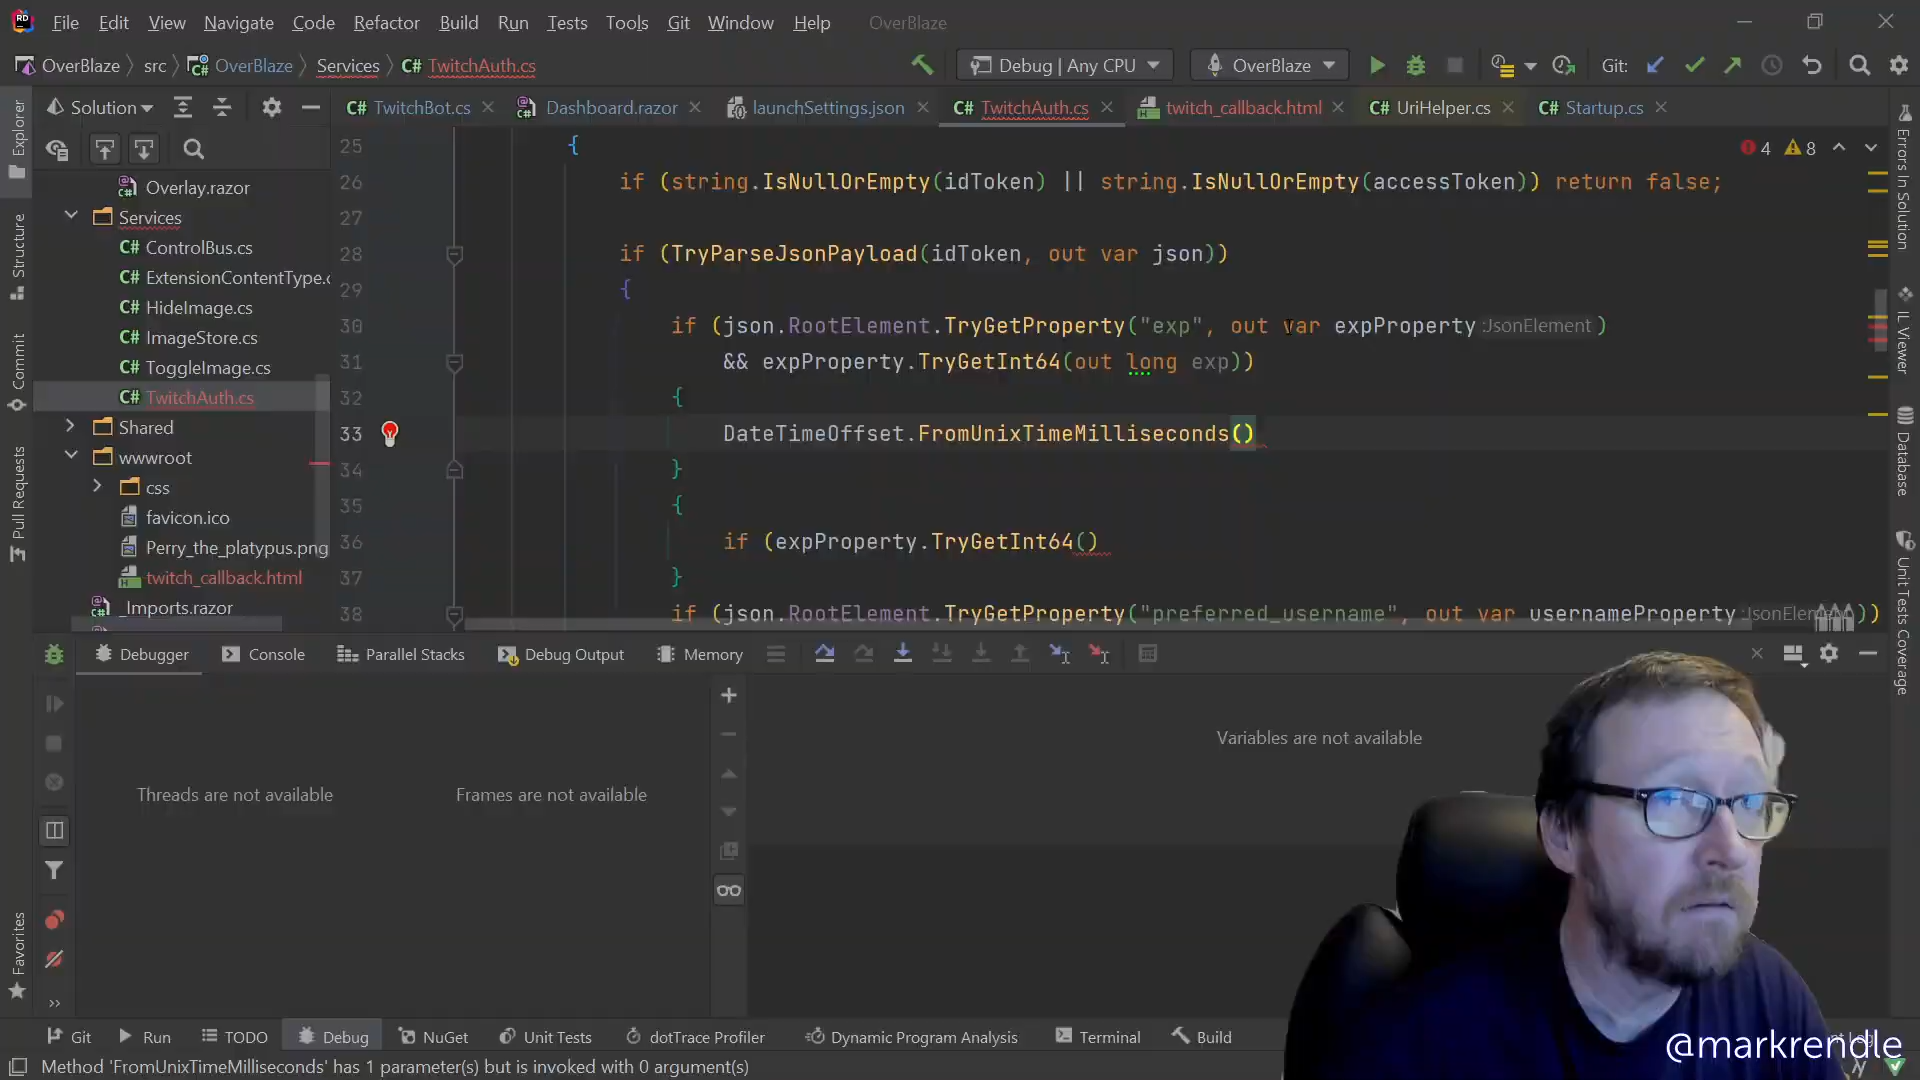 File Edit View Navigate Code Refactor Build Run Tests Tools Git Window Help OverBlaze
OverBlaze src OverBlaze Services C# TwitchAuth.cs Debug | Any CPU OverBlaze Git:
Solution TwitchBot.cs Dashboard.razor launchSettings.json C# TwitchAuth.cs twitch_callback.html C# UriHelper.cs C# Startup.cs
Explorer
Structure
Commit
Pull Requests
Favorites
Overlay.razor
Services
C# ControlBus.cs
C# ExtensionContentType.c
C# HideImage.cs
C# ImageStore.cs
C# ToggleImage.cs
C# TwitchAuth.cs
Shared
wwwroot
css
favicon.ico
Perry_the_platypus.png
twitch_callback.html
_Imports.razor
4 8
25 {
26 if (string.IsNullOrEmpty(idToken) || string.IsNullOrEmpty(accessToken)) return false;
27
28 if (TryParseJsonPayload(idToken, out var json))
29 {
30 if (json.RootElement.TryGetProperty("exp", out var expProperty :JsonElement )
31 && expProperty.TryGetInt64(out long exp))
32 {
33 DateTimeOffset.FromUnixTimeMilliseconds()
34 }
35 {
36 if (expProperty.TryGetInt64()
37 }
38 if (json.RootElement.TryGetProperty("preferred_username", out var usernameProperty :JsonElement ))
Errors In Solution
IL Viewer
Database
Unit Tests Coverage
Debugger Console Parallel Stacks Debug Output Memory
Threads are not available
Frames are not available
Variables are not available
Git Run TODO Debug NuGet Unit Tests dotTrace Profiler Dynamic Program Analysis Terminal Build
@markrendle
Method 'FromUnixTimeMilliseconds' has 1 parameter(s) but is invoked with 0 argument(s)